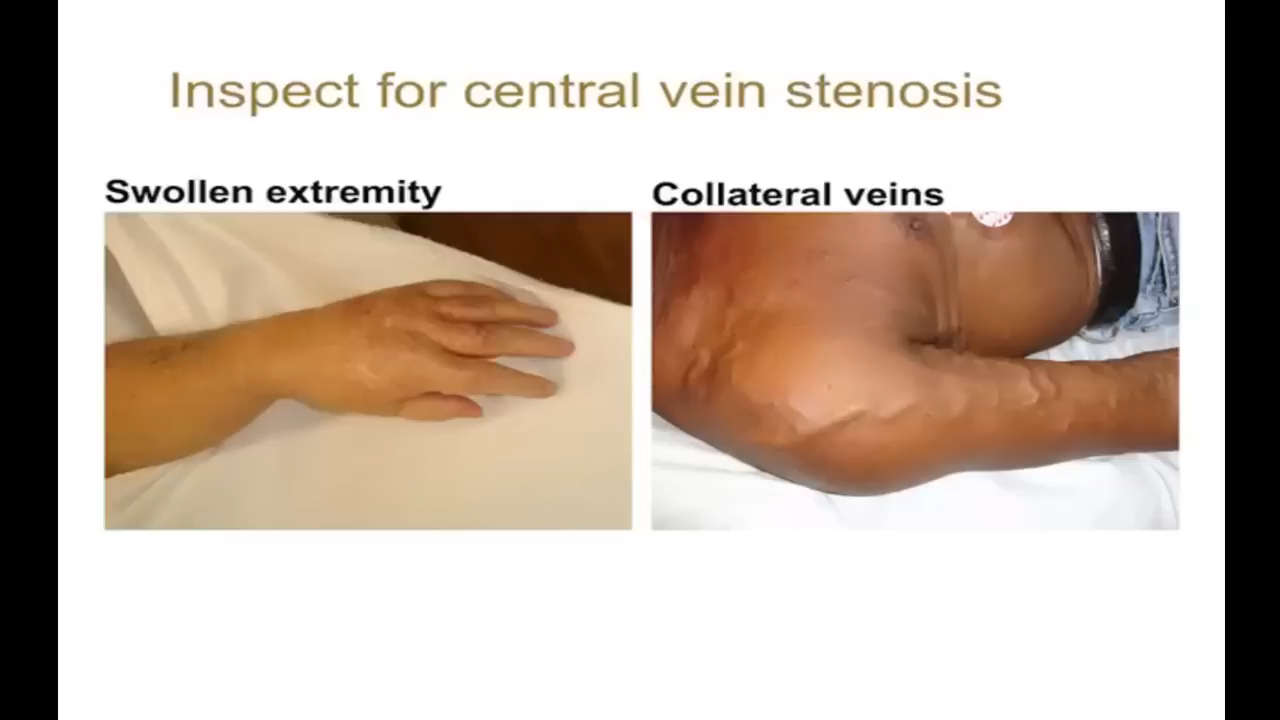 Inspect for central vein stenosis
Swollen extremity
Collateral veins